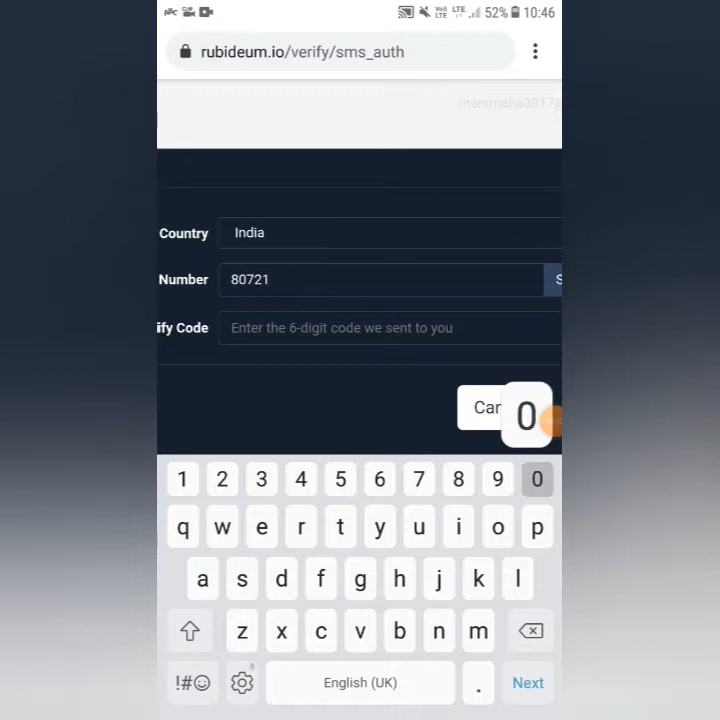 52% 10:46
rubideum.io/verify/sms_auth
manimaha3817@
Country India
Number 80721 S
ify Code Enter the 6-digit code we sent to you
Can
0
1 2 3 4 5 6 7 8 9 0
q w e r t y u i o p
a s d f g h j k l
z x c v b n m
!#☺ English (UK) . Next